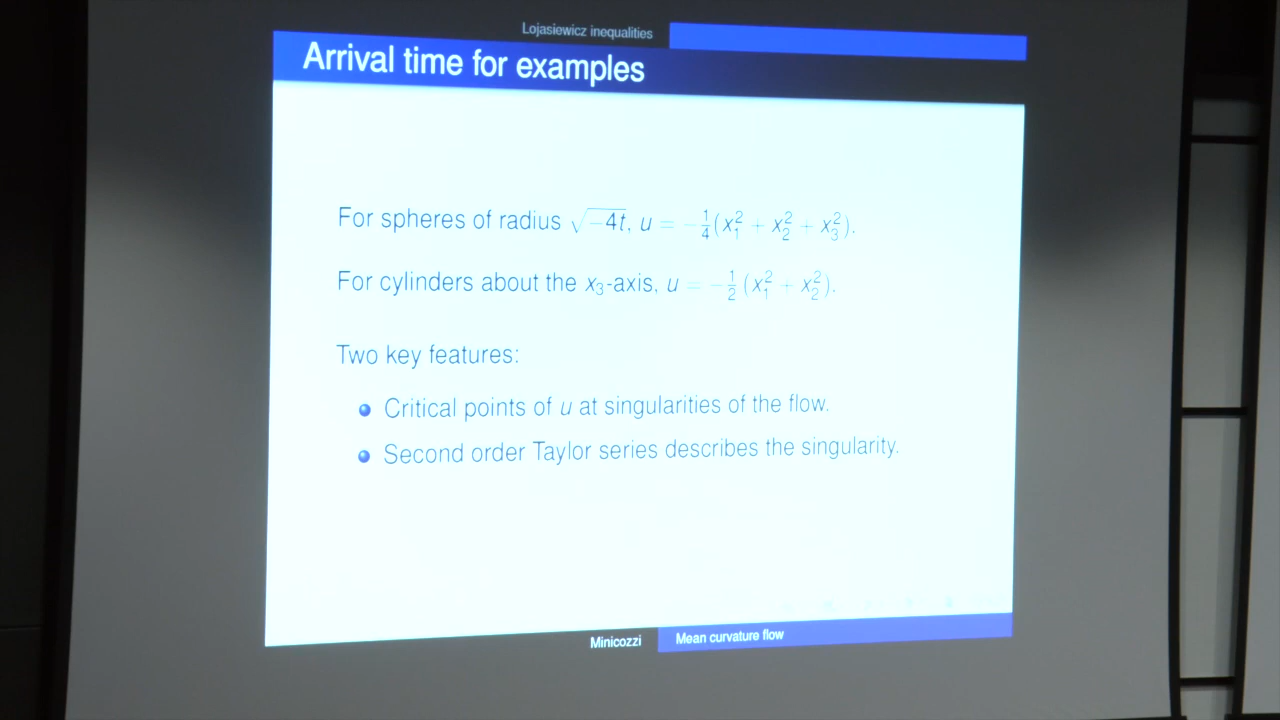 Lojasiewicz inequalities
Arrival time for examples
For spheres of radius √−4t, u = −1/4(x₁² + x₂² + x₃²).
For cylinders about the x₃-axis, u = −1/2 (x₁² + x₂²).
Two key features:
Critical points of u at singularities of the flow.
Second order Taylor series describes the singularity.
Minicozzi
Mean curvature flow